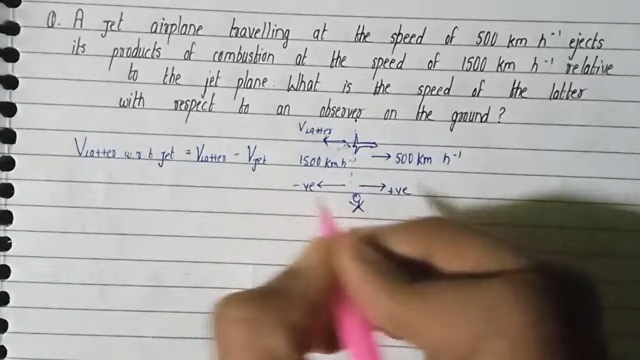 Q. A Jet airplane travelling at the speed of 500 km h⁻¹ ejects
its products of combustion at the speed of 1500 km h⁻¹ relative
to the jet plane. What is the speed of the latter
with respect to an observer on the ground?
VLatter
VLatter w.r.t jet = VLatter - Vjet
1500 km h⁻¹ → 500 km h⁻¹
-ve ← → +ve